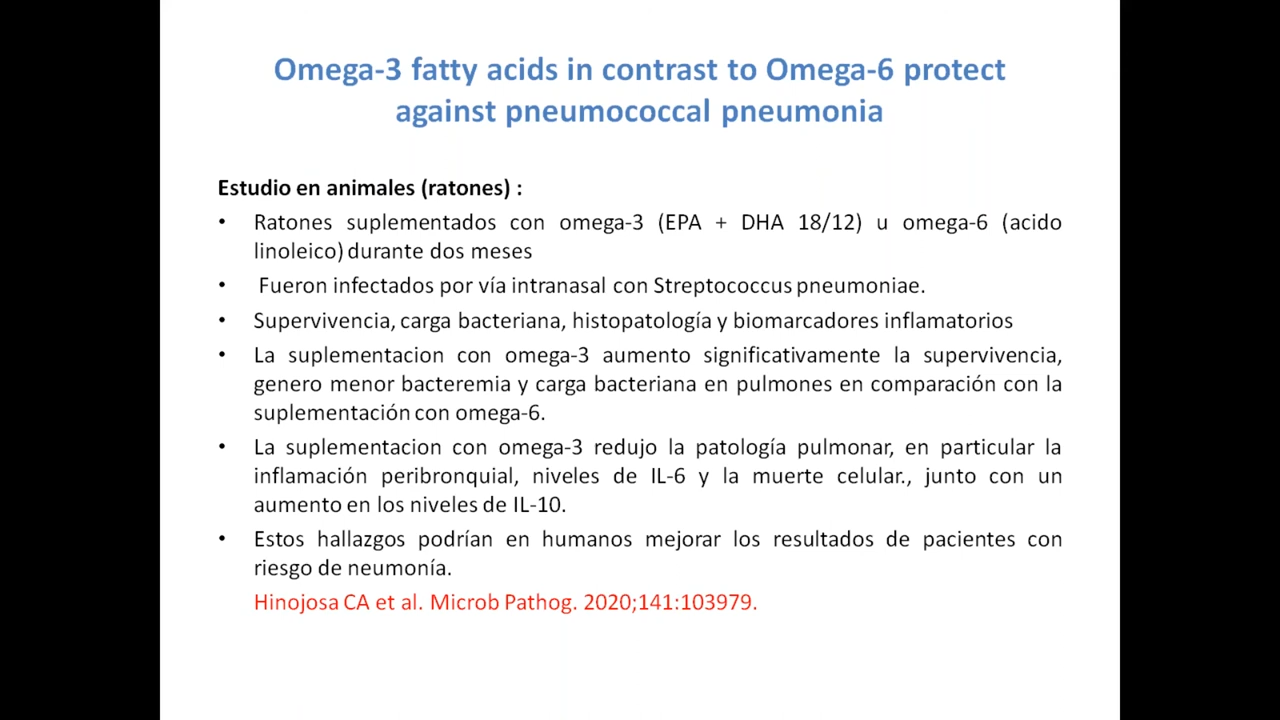 Omega-3 fatty acids in contrast to Omega-6 protect
against pneumococcal pneumonia
Estudio en animales (ratones) :
• Ratones suplementados con omega-3 (EPA + DHA 18/12) u omega-6 (acido
linoleico) durante dos meses
• Fueron infectados por vía intranasal con Streptococcus pneumoniae.
• Supervivencia, carga bacteriana, histopatología y biomarcadores inflamatorios
• La suplementacion con omega-3 aumento significativamente la supervivencia,
genero menor bacteremia y carga bacteriana en pulmones en comparación con la
suplementación con omega-6.
• La suplementacion con omega-3 redujo la patología pulmonar, en particular la
inflamación peribronquial, niveles de IL-6 y la muerte celular., junto con un
aumento en los niveles de IL-10.
• Estos hallazgos podrían en humanos mejorar los resultados de pacientes con
riesgo de neumonía.
Hinojosa CA et al. Microb Pathog. 2020;141:103979.